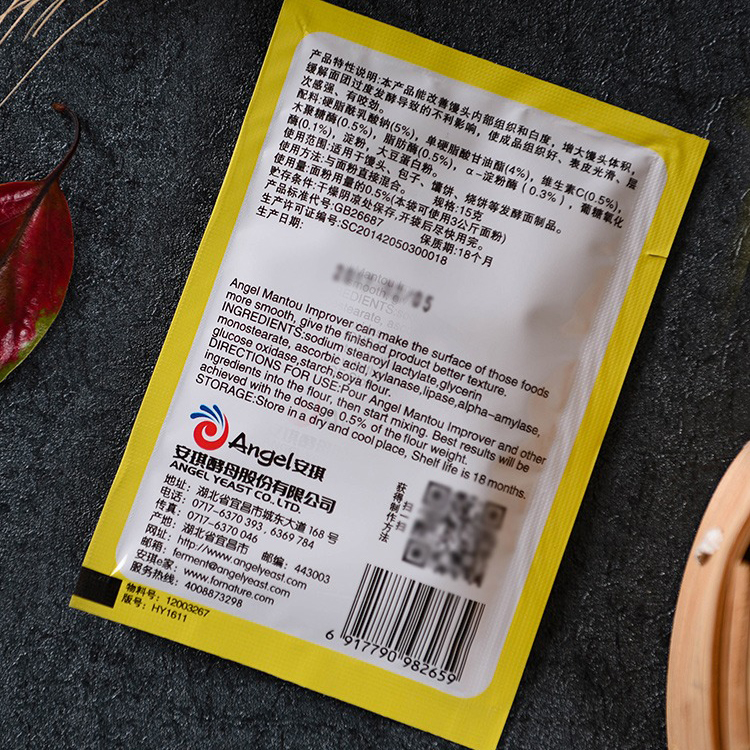 产品特性说明:本产品能改善馒头内部组织和白度,增大馒头体积,
缓解面团过度发酵导致的不利影响,使成品组织好、表皮光滑、层
次感强、有咬劲。
配料:硬脂酰乳酸钠(5%),单硬脂酸甘油酯(4%),维生素C(0.5%),
木聚糖酶(0.5%),脂肪酶(0.5%),α-淀粉酶(0.3%),葡糖氧化
酶(0.1%),淀粉,大豆蛋白粉。
使用范围:适用于馒头、包子、馕饼、烧饼等发酵面制品。
使用方法:与面粉直接混合。 规格:15克
使用量:面粉用量的0.5%(本袋可使用3公斤面粉)
贮存条件:干燥阴凉处保存,开袋后尽快用完。
产品标准代号:GB26687 保质期:18个月
生产许可证编号:SC20142050300018
生产日期:
Angel Mantou Improver can make the surface of those foods
more smooth, give the finished product better texture.
INGREDIENTS:sodium stearoyl lactylate,glycerin
monostearate, ascorbic acid, xylanase,lipase,alpha-amylase,
glucose oxidase,starch,soya flour.
DIRECTIONS FOR USE:Pour Angel Mantou Improver and other
ingredients into the flour, then start mixing. Best results will be
achieved with the dosage 0.5% of the flour weight.
STORAGE:Store in a dry and cool place. Shelf life is 18 months.
Angel安琪
安琪酵母股份有限公司
ANGEL YEAST CO. LTD.
地址:湖北省宜昌市城东大道 168 号
电话:0717-6370 393 , 6369 784
传真:0717-6370 046
产地:湖北省宜昌市 邮编:443003
网址:http://www.angelyeast.com
邮箱:ferment@angelyeast.com
安琪e家:www.fornature.com
服务热线:4008873298
扫一扫
获得制作方法
物料号:12003267
版号:HY1611
6 917790 982659